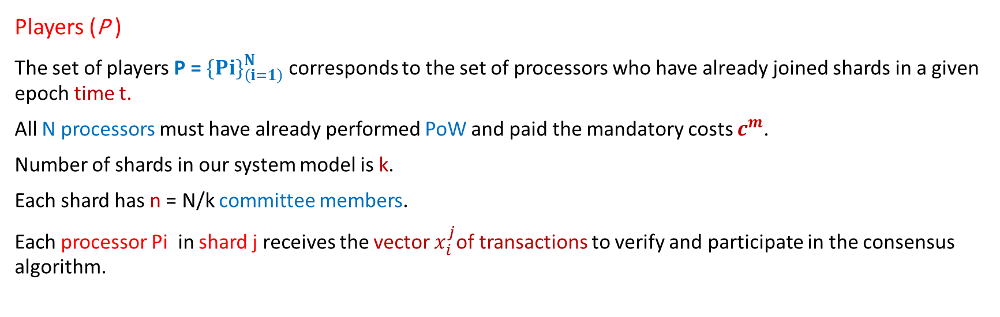 Players (P)
The set of players P = {Pi}_(i=1)^N corresponds to the set of processors who have already joined shards in a given
epoch time t.
All N processors must have already performed PoW and paid the mandatory costs c^m.
Number of shards in our system model is k.
Each shard has n = N/k committee members.
Each processor Pi in shard j receives the vector x_i^j of transactions to verify and participate in the consensus
algorithm.